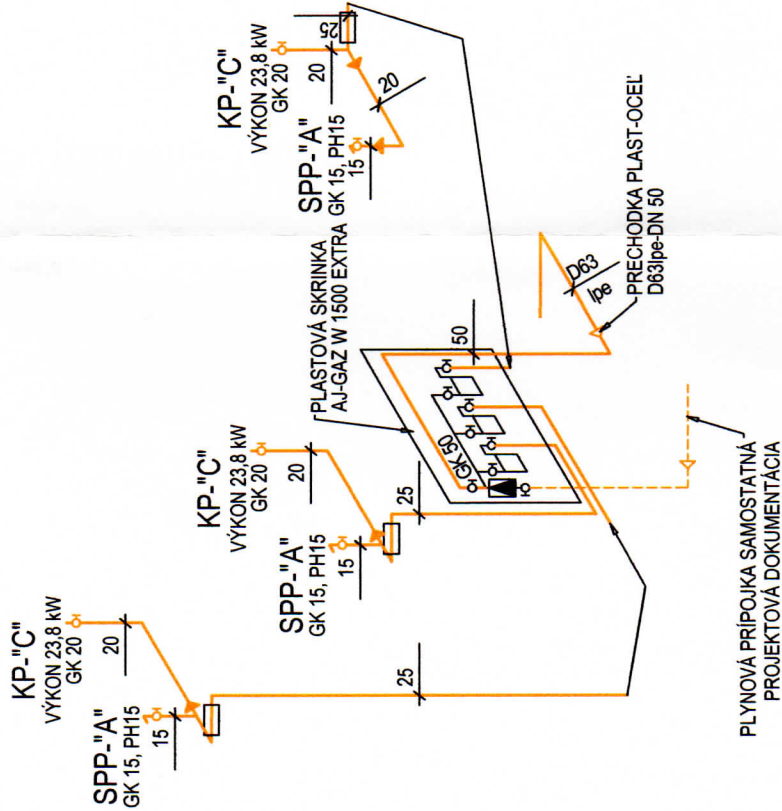 KP-"C"
VÝKON 23,8 kW
GK 20
20
25
20
SPP-"A"
GK 15, PH15
15
PLASTOVÁ SKRINKA
AJ-GAZ W 1500 EXTRA
KP-"C"
VÝKON 23,8 kW
GK 20
20
SPP-"A"
GK 15, PH15
15
25
GK 50
50
D63
lpe
PRECHODKA PLAST-OCEĽ
D63lpe-DN 50
KP-"C"
VÝKON 23,8 kW
GK 20
20
SPP-"A"
GK 15, PH15
15
25
PLYNOVÁ PRÍPOJKA SAMOSTATNÁ
PROJEKTOVÁ DOKUMENTÁCIA